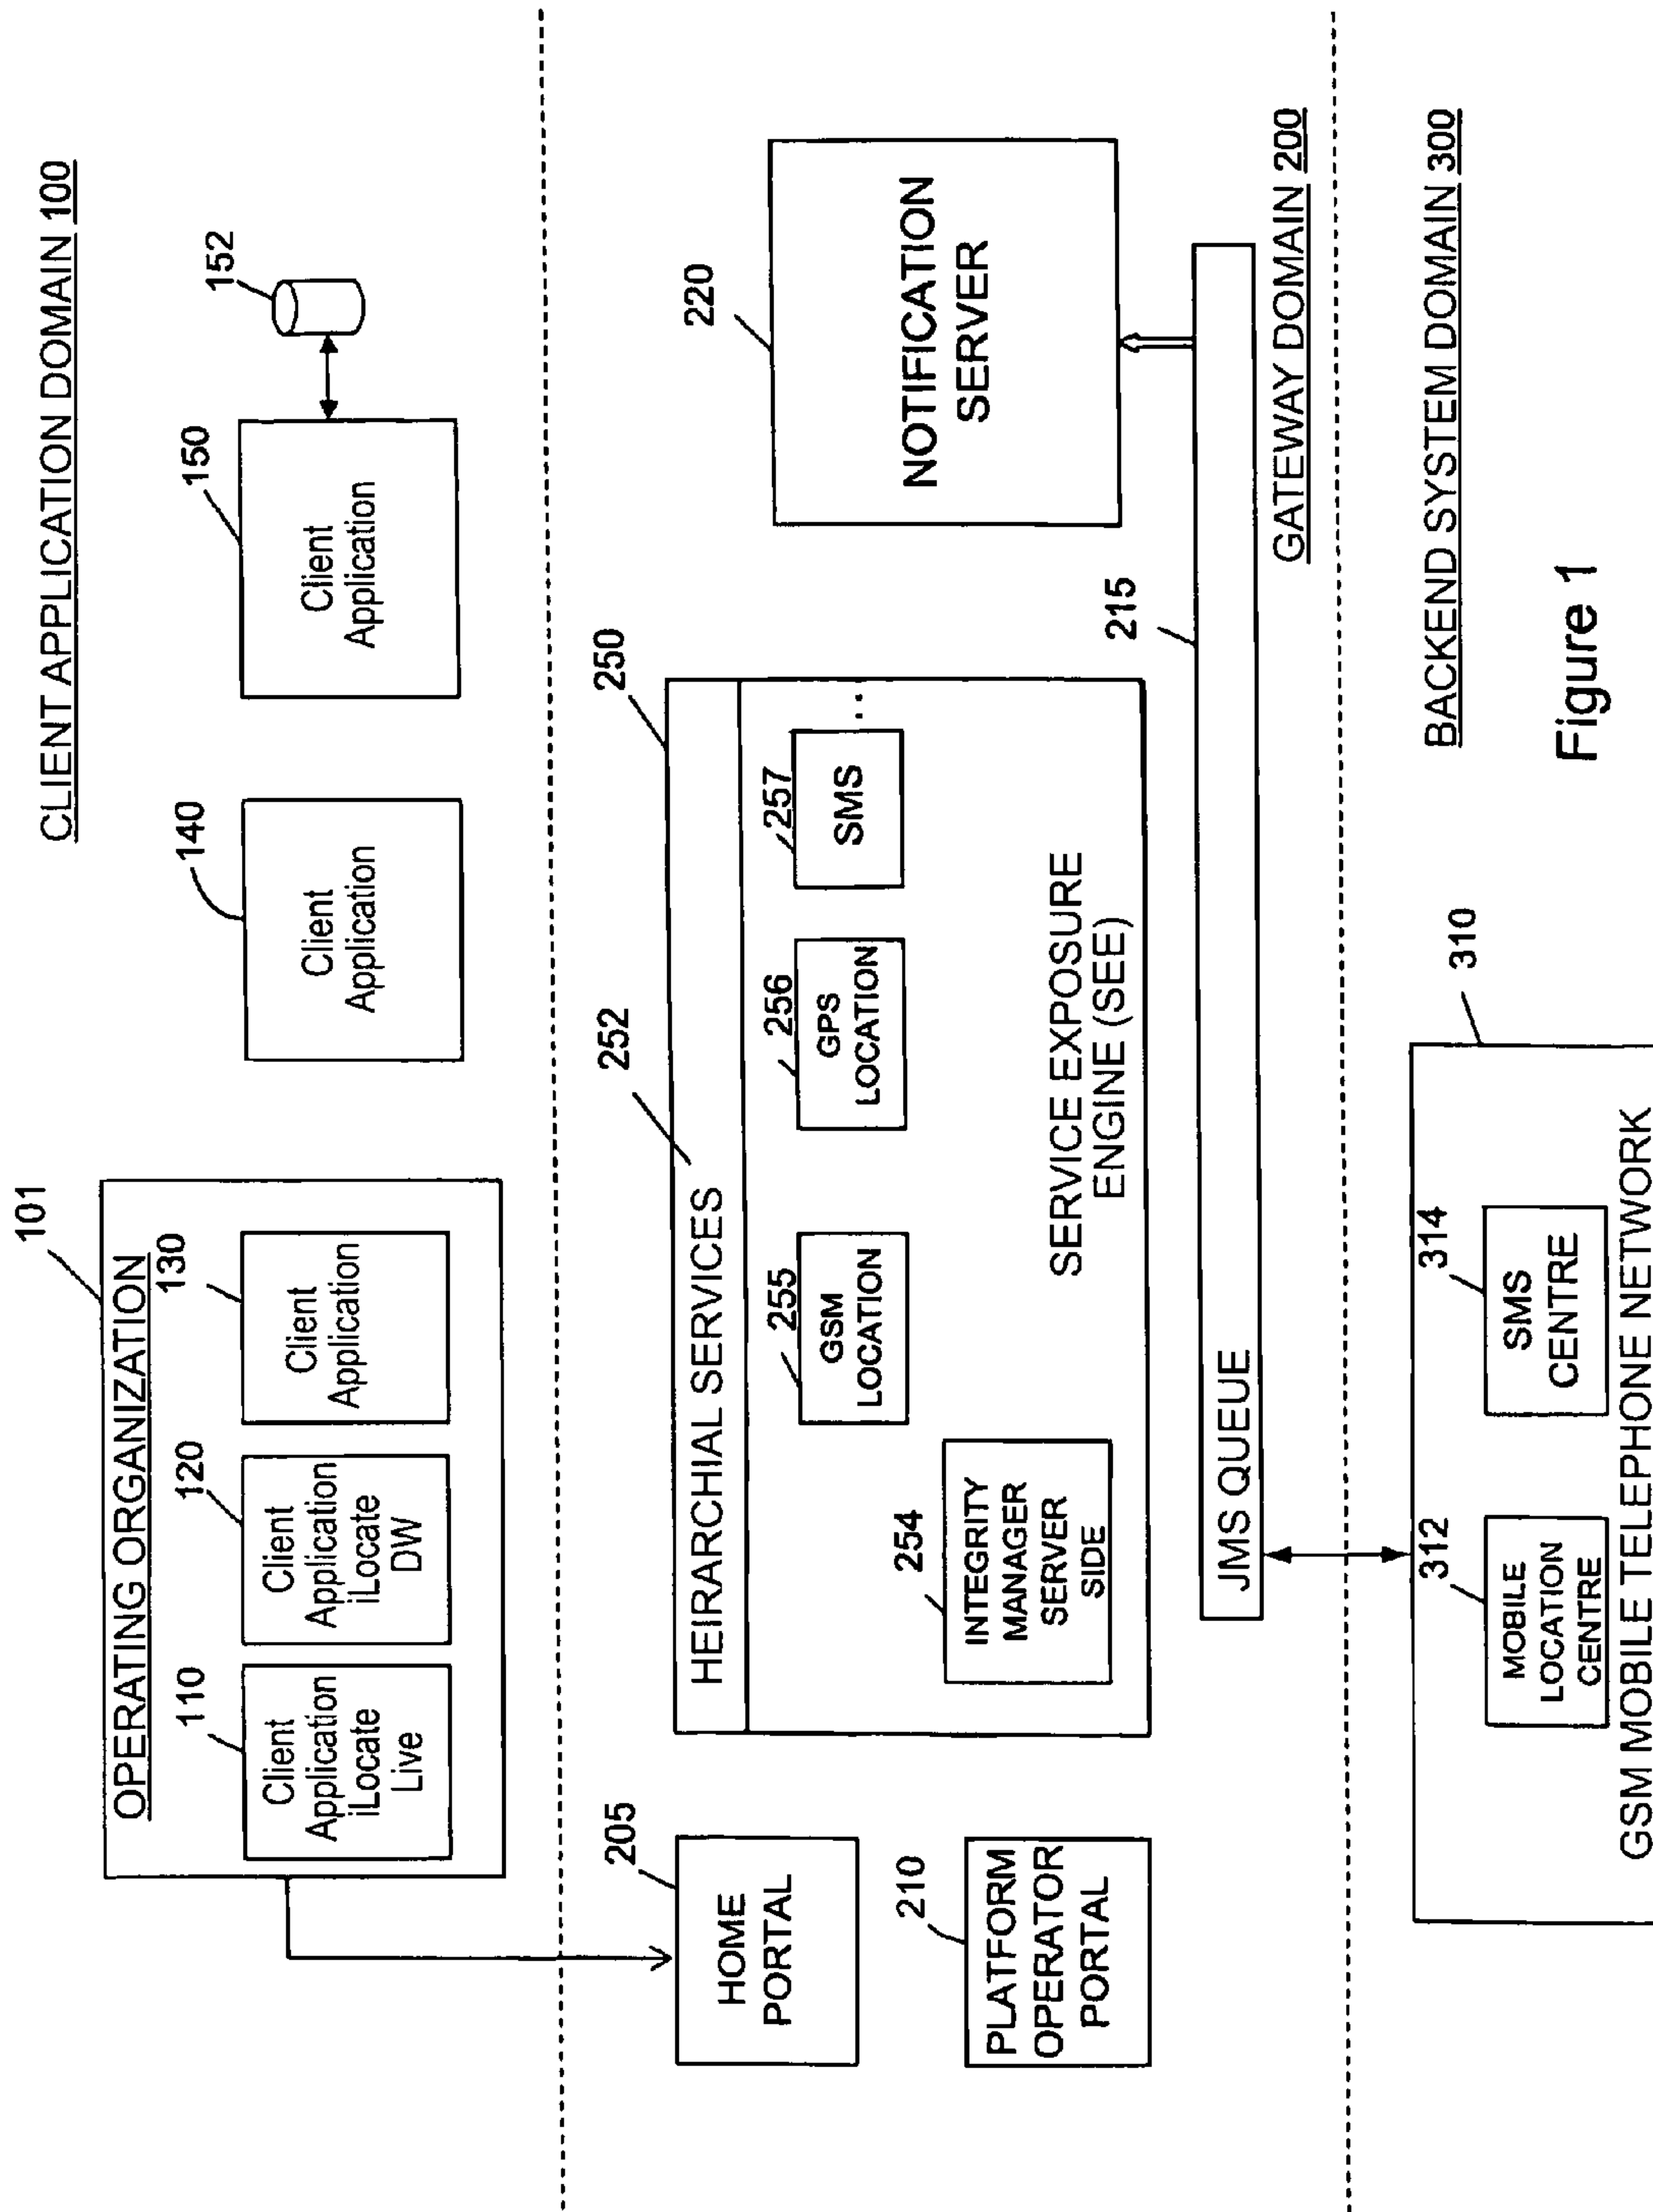 CLIENT APPLICATION DOMAIN 100
101
OPERATING ORGANIZATION
110
Client
Application
iLocate
Live
120
Client
Application
iLocate
DW
130
Client
Application
140
Client
Application
150
Client
Application
152
205
HOME
PORTAL
210
PLATFORM
OPERATOR
PORTAL
250
252
HEIRARCHIAL SERVICES
255
GSM
LOCATION
256
GPS
LOCATION
257
SMS
..
254
INTEGRITY
MANAGER
SERVER
SIDE
SERVICE EXPOSURE
ENGINE (SEE)
220
NOTIFICATION
SERVER
215
JMS QUEUE
GATEWAY DOMAIN 200
BACKEND SYSTEM DOMAIN 300
310
312
MOBILE
LOCATION
CENTRE
314
SMS
CENTRE
GSM MOBILE TELEPHONE NETWORK
Figure 1